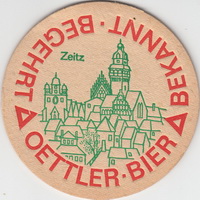 BEGEHRT · BEKANNT
Zeitz
OETTLER · BIER